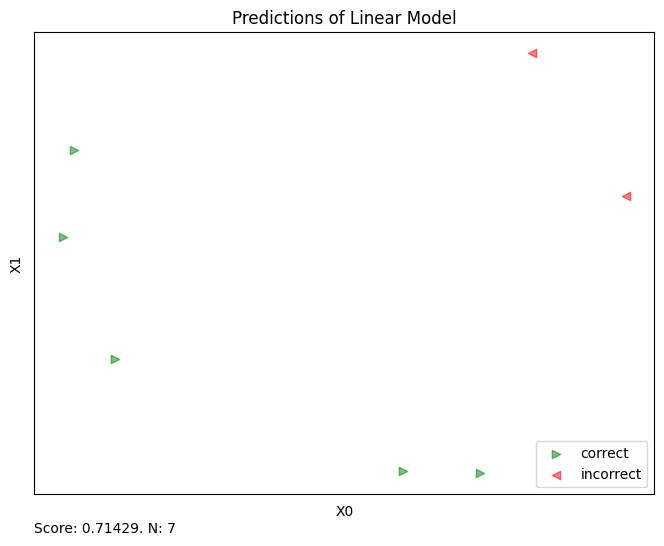 Predictions of Linear Model
X1
correct
incorrect
X0
Score: 0.71429. N: 7